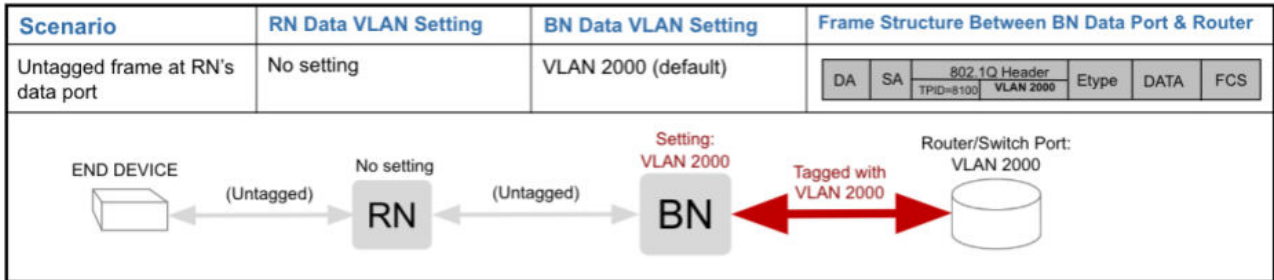 Scenario
RN Data VLAN Setting
BN Data VLAN Setting
Frame Structure Between BN Data Port & Router
Untagged frame at RN's
data port
No setting
VLAN 2000 (default)
DA
SA
802.1Q Header
TPID=8100
VLAN 2000
Etype
DATA
FCS
END DEVICE
(Untagged)
No setting
RN
(Untagged)
Setting:
VLAN 2000
BN
Tagged with
VLAN 2000
Router/Switch Port:
VLAN 2000